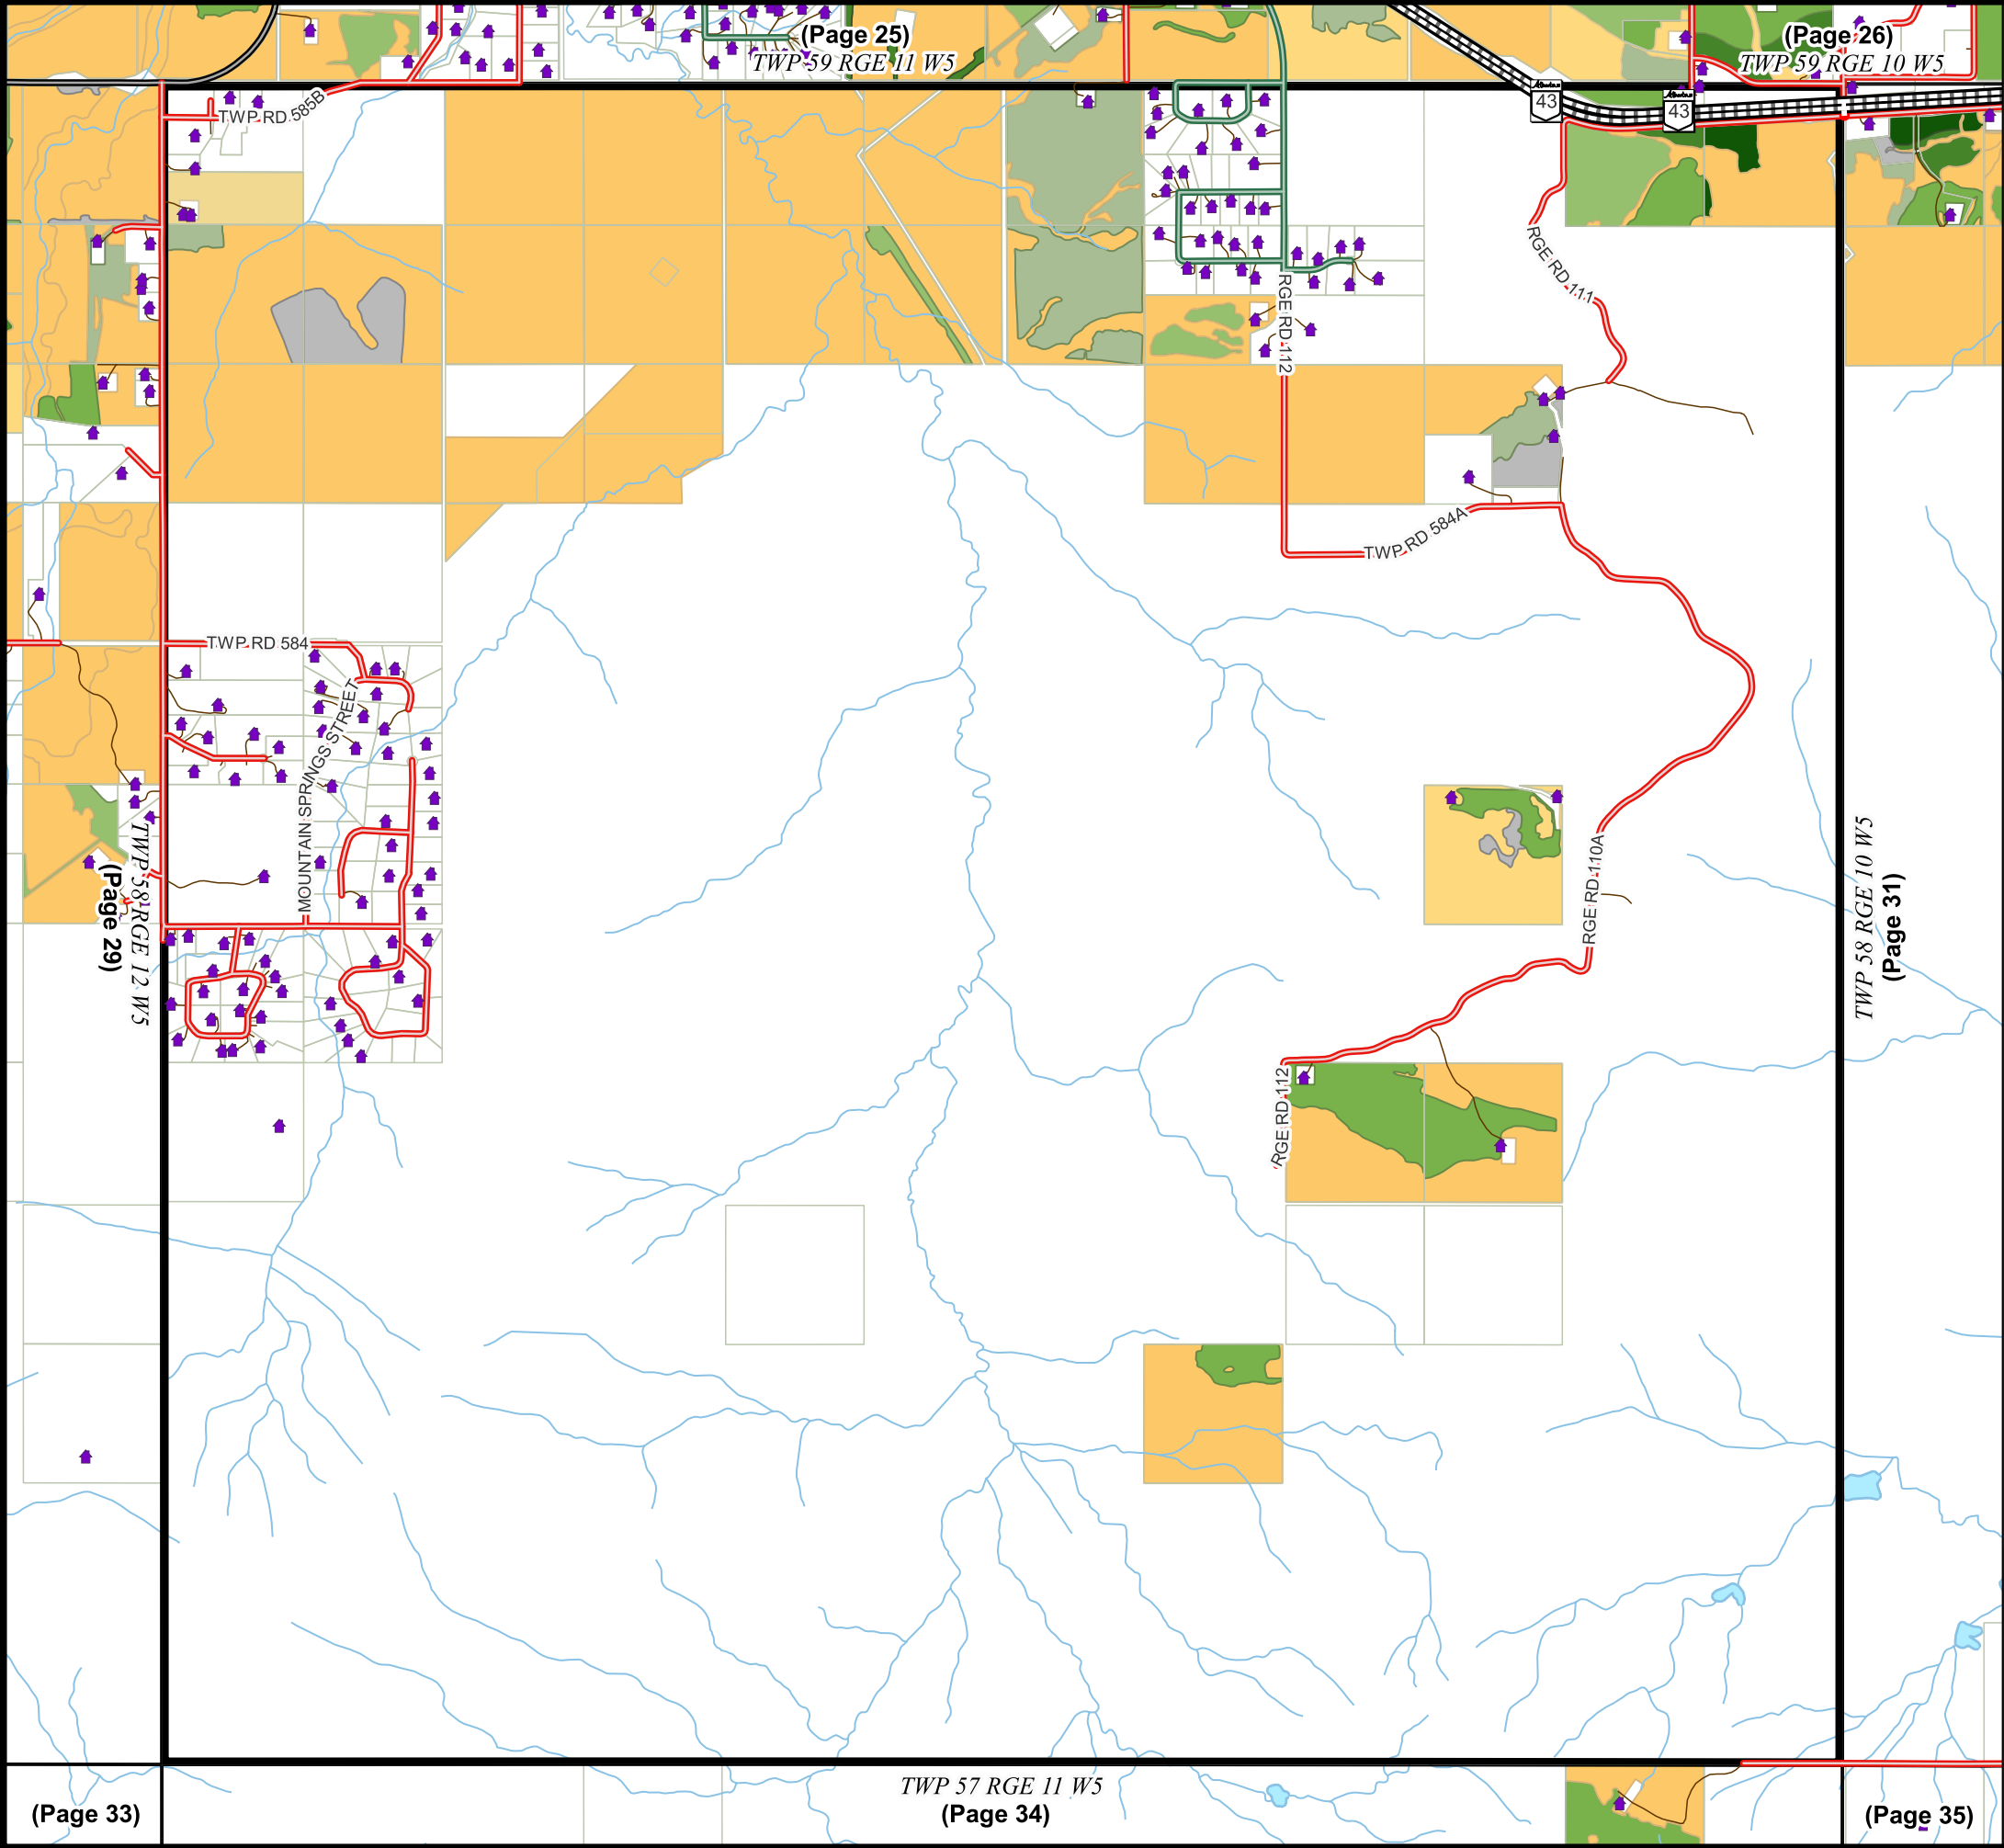 (Page 25)
TWP 59 RGE 11 W5
(Page 26)
TWP 59 RGE 10 W5
TWP RD 585B
Alberta
43
Alberta
43
RGE RD 111
RGE RD 112
TWP RD 584A
TWP RD 584
MOUNTAIN SPRINGS STREET
TWP 58 RGE 12 W5
(Page 29)
RGE RD 110A
TWP 58 RGE 10 W5
(Page 31)
RGE RD 112
TWP 57 RGE 11 W5
(Page 33)
(Page 34)
(Page 35)